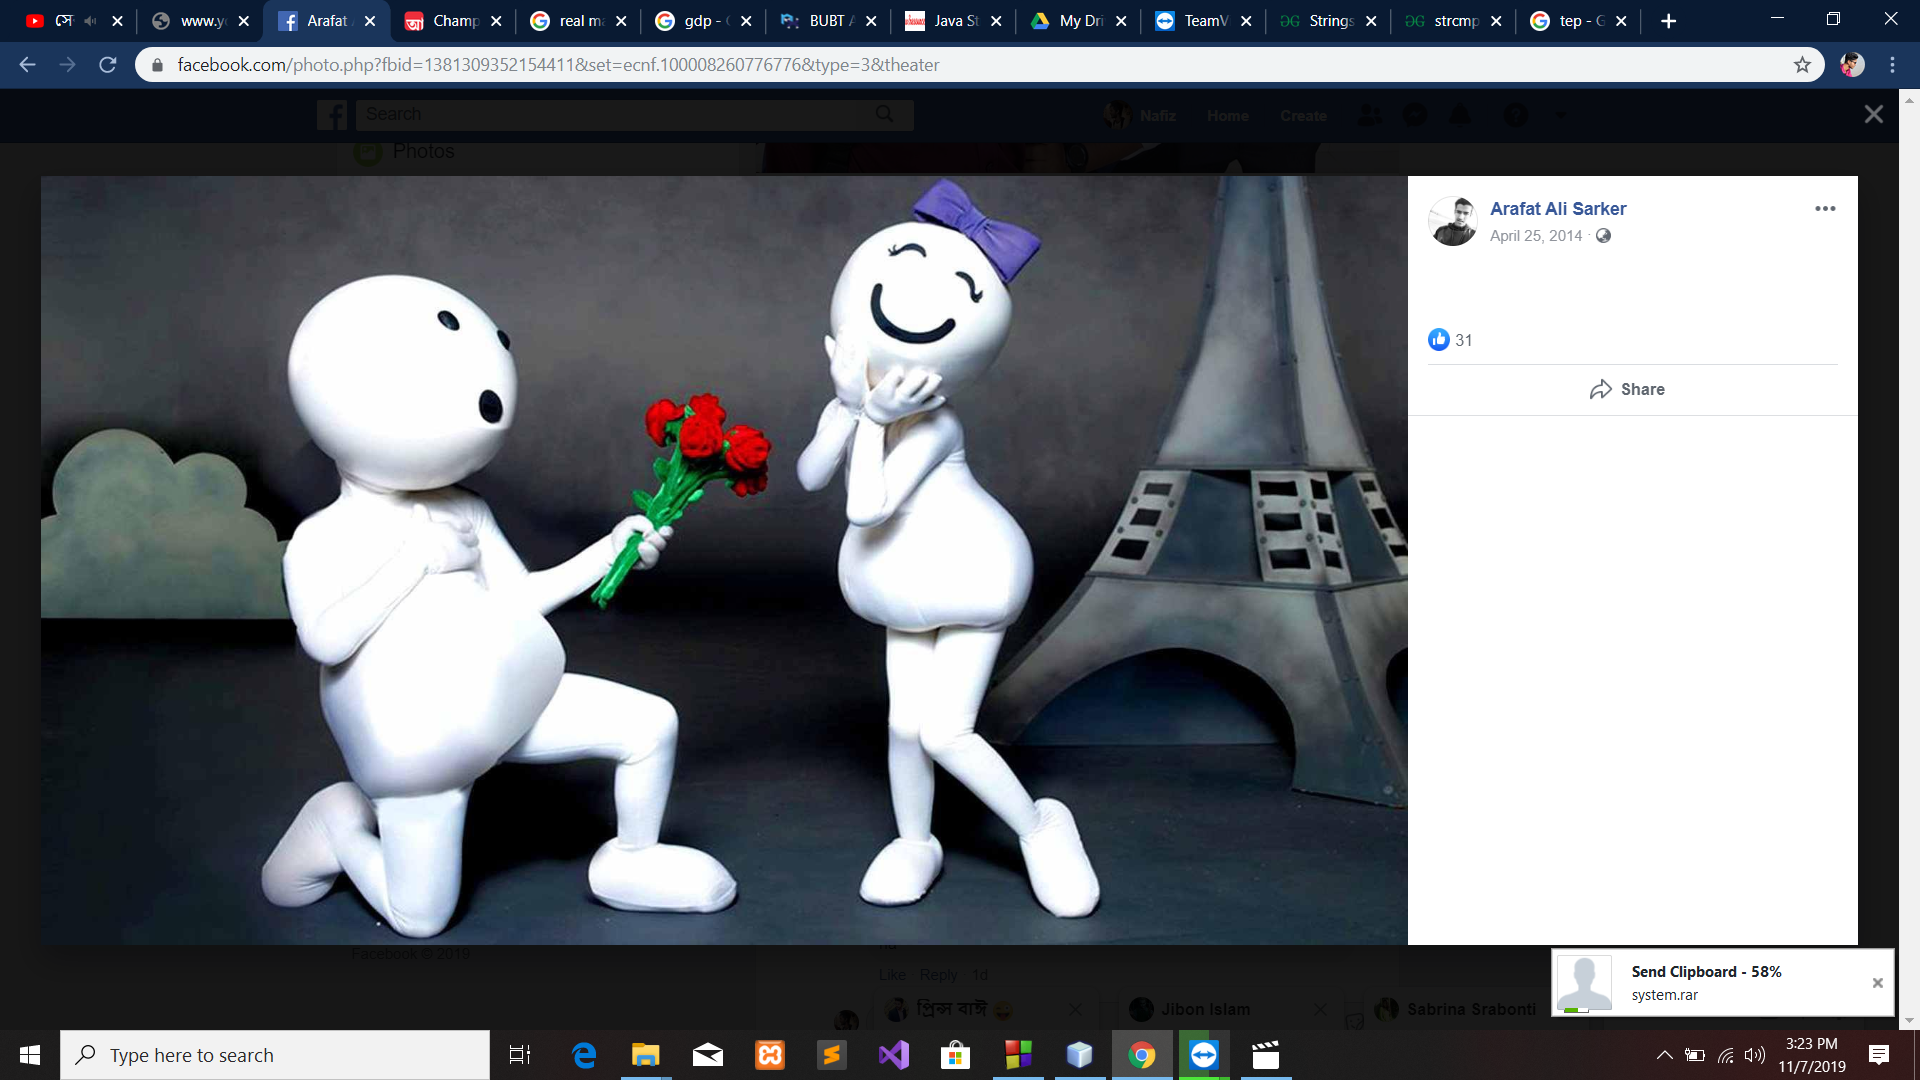 Arafat
Champ
real ma
gdp - G
BUBT A
Java St
My Dri
TeamV
Strings
strcmp
tep - G
facebook.com/photo.php?fbid=1381309352154411&set=ecnf.100008260776776&type=3&theater
Search
Nafiz
Home
Create
Photos
Arafat Ali Sarker
April 25, 2014
31
Share
Facebook © 2019
Like Reply 1d
প্রিন্স বাঈ
Jibon Islam
Sabrina Srabonti
Send Clipboard - 58%
system.rar
Type here to search
3:23 PM
11/7/2019